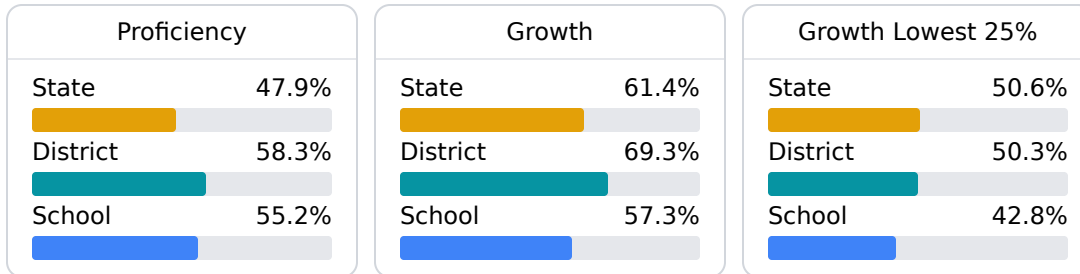 Proficiency
State 47.9%
District 58.3%
School 55.2%
Growth
State 61.4%
District 69.3%
School 57.3%
Growth Lowest 25%
State 50.6%
District 50.3%
School 42.8%